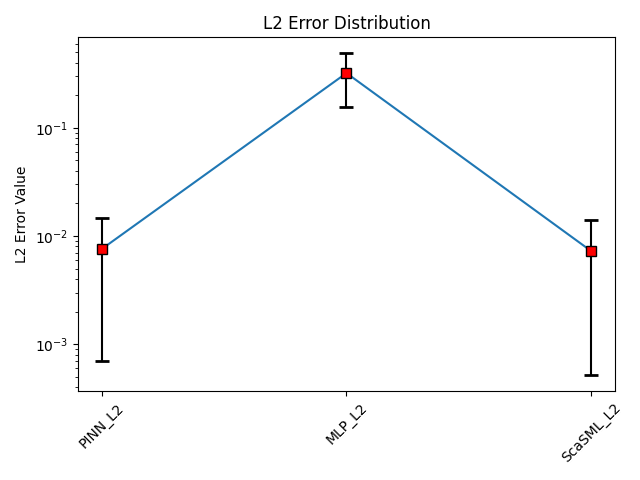 L2 Error Distribution
L2 Error Value
10⁻¹
10⁻²
10⁻³
PINN_L2
MLP_L2
ScaSML_L2